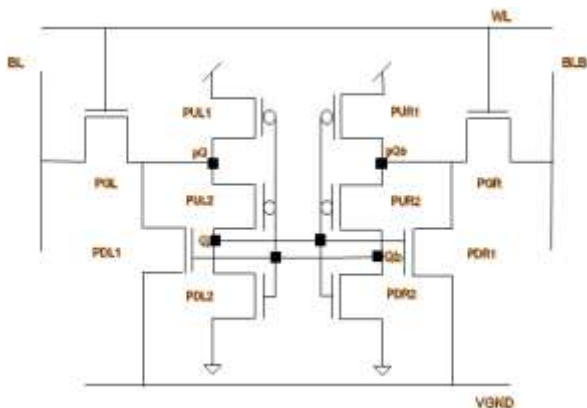 WL
BL
BLB
PUL1
PUR1
pQ
pQb
PGL
PGR
PUL2
PUR2
Q
Qb
PDL1
PDR1
PDL2
PDR2
VGND